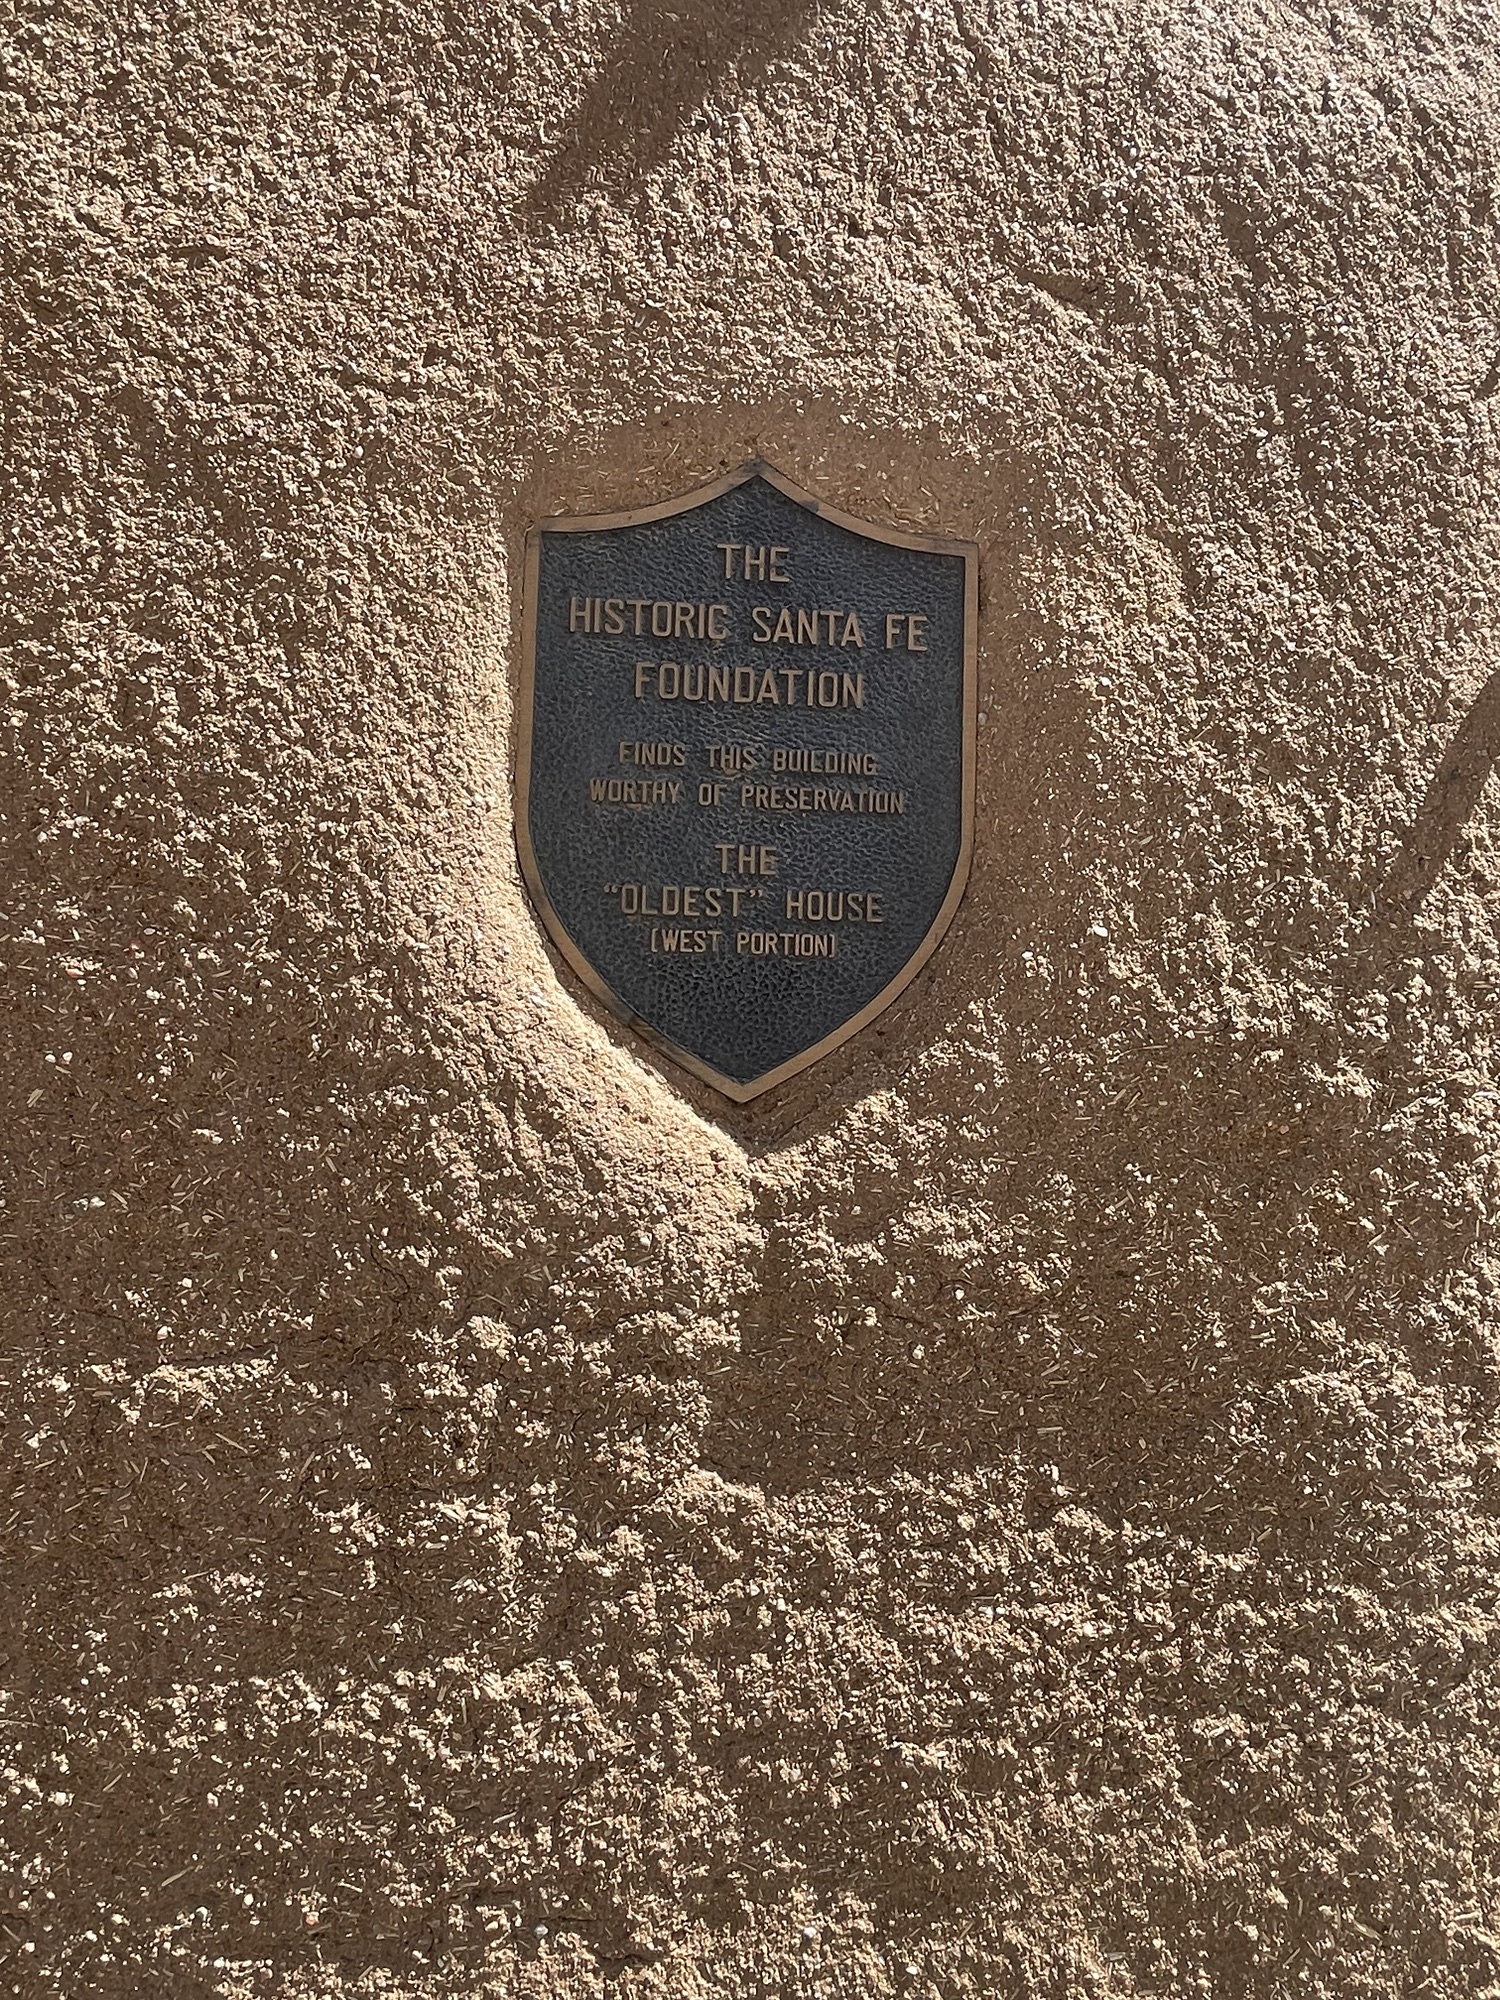 THE
HISTORIC SANTA FE
FOUNDATION
FINDS THIS BUILDING
WORTHY OF PRESERVATION
THE
“OLDEST” HOUSE
[WEST PORTION]